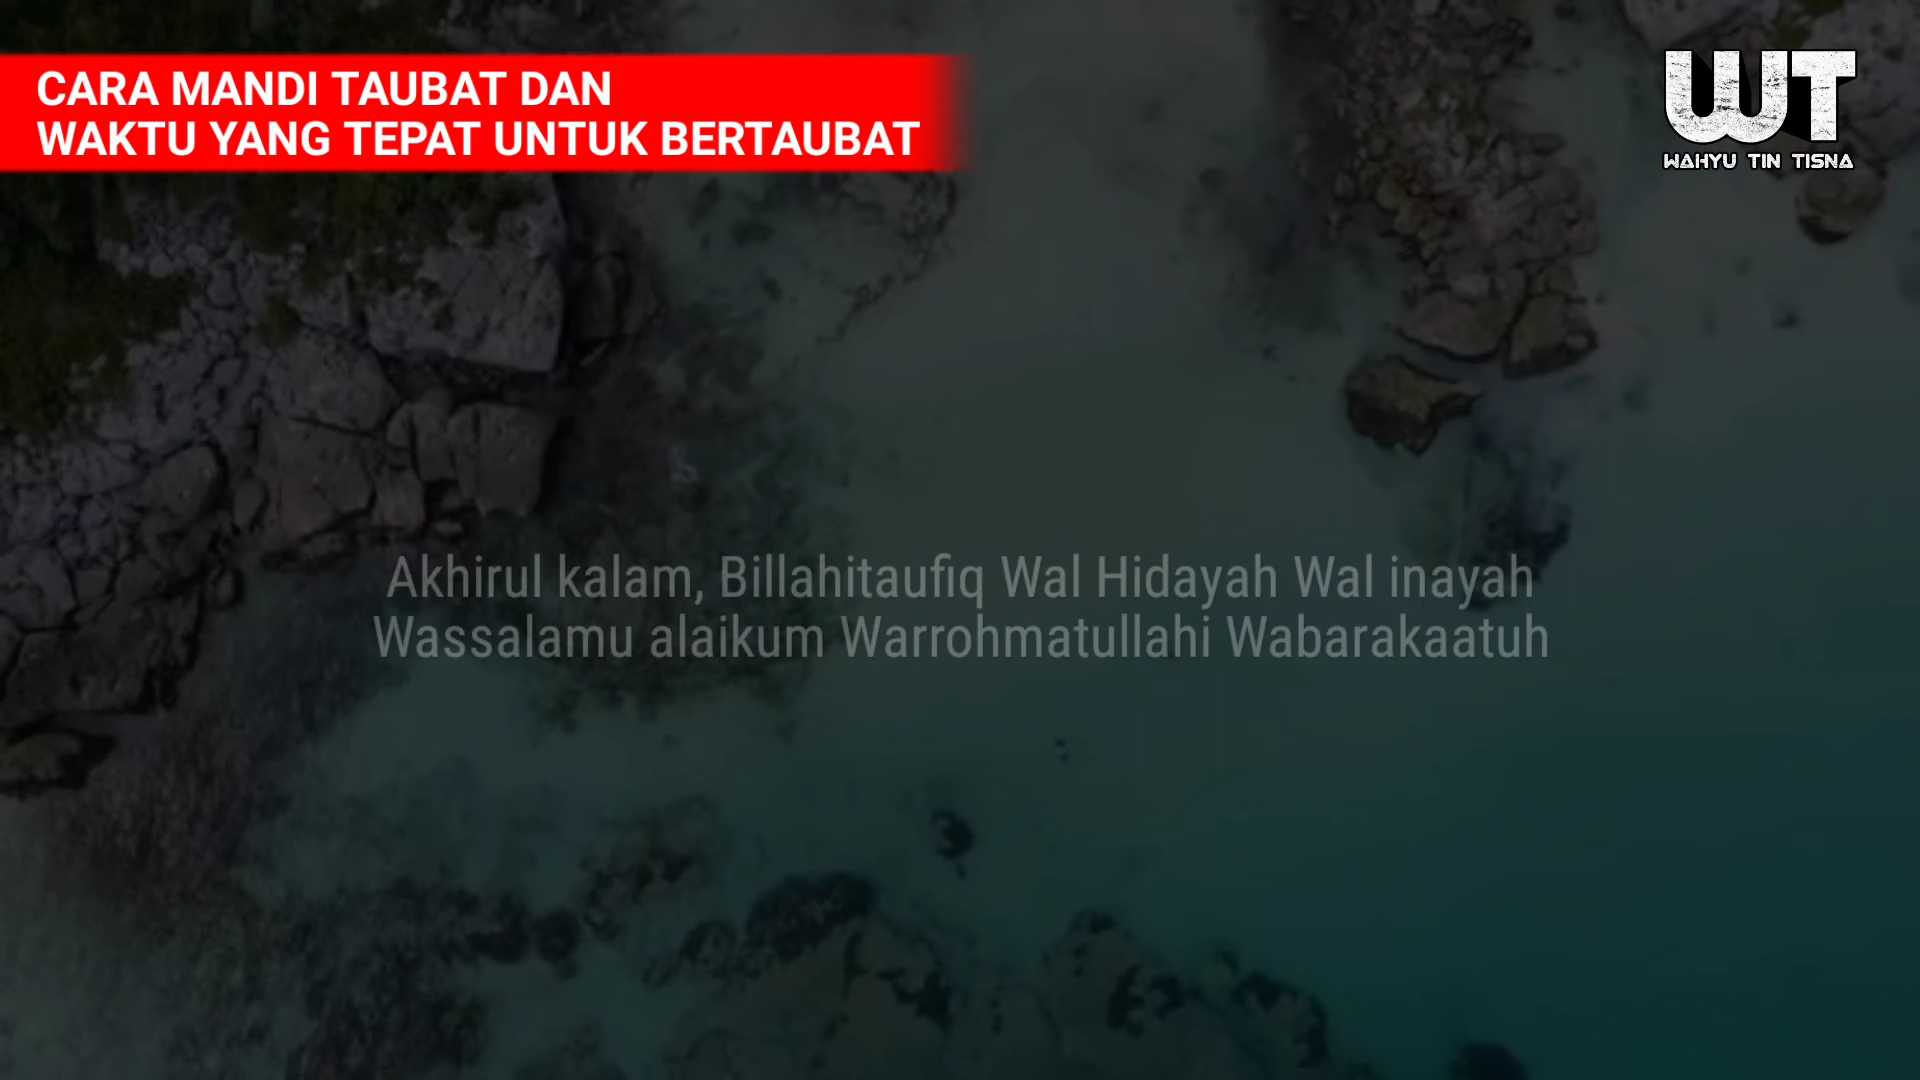 CARA MANDI TAUBAT DAN
WAKTU YANG TEPAT UNTUK BERTAUBAT
WT
WAHYU TIN TISNA
Akhirul kalam, Billahitaufiq Wal Hidayah Wal inayah
Wassalamu alaikum Warrohmatullahi Wabarakaatuh